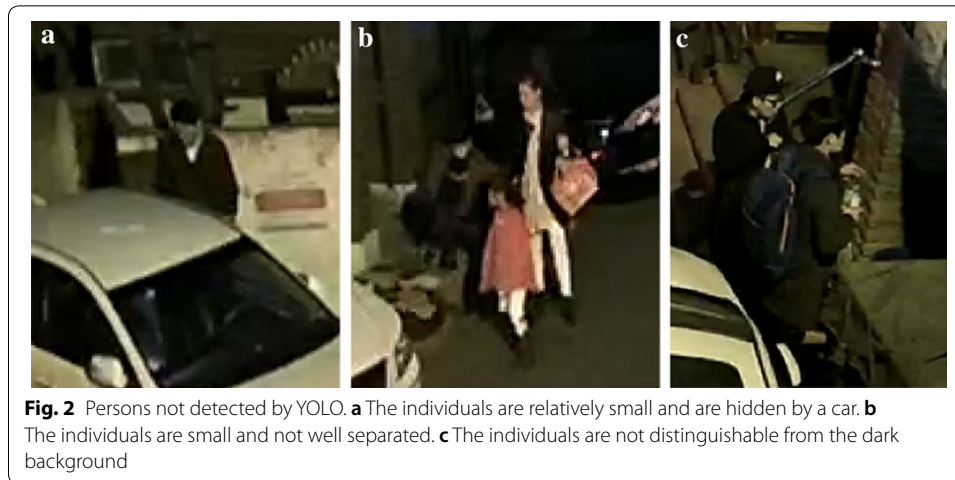 a
b
c
Fig. 2 Persons not detected by YOLO. a The individuals are relatively small and are hidden by a car. b
The individuals are small and not well separated. c The individuals are not distinguishable from the dark
background